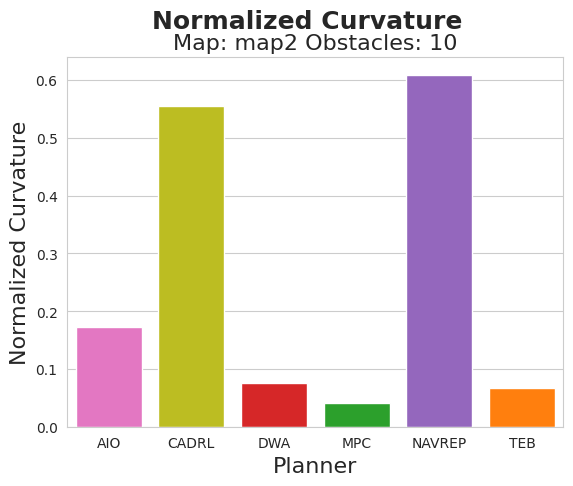 Normalized Curvature
Map: map2 Obstacles: 10
Normalized Curvature
0.6
0.5
0.4
0.3
0.2
0.1
0.0
AIO CADRL DWA MPC NAVREP TEB
Planner